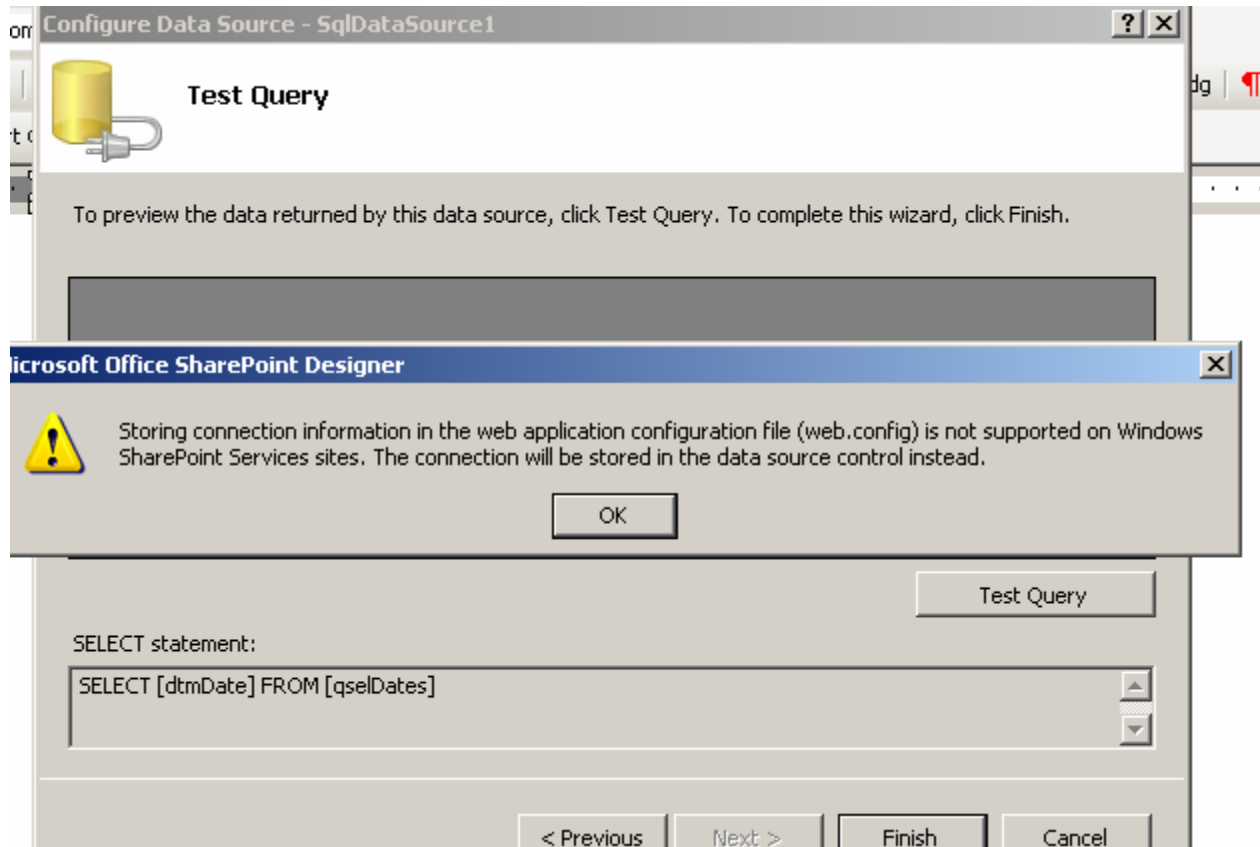 Configure Data Source - SqlDataSource1
Test Query
To preview the data returned by this data source, click Test Query. To complete this wizard, click Finish.
Microsoft Office SharePoint Designer
Storing connection information in the web application configuration file (web.config) is not supported on Windows
SharePoint Services sites. The connection will be stored in the data source control instead.
OK
Test Query
SELECT statement:
SELECT [dtmDate] FROM [qselDates]
< Previous
Next >
Finish
Cancel